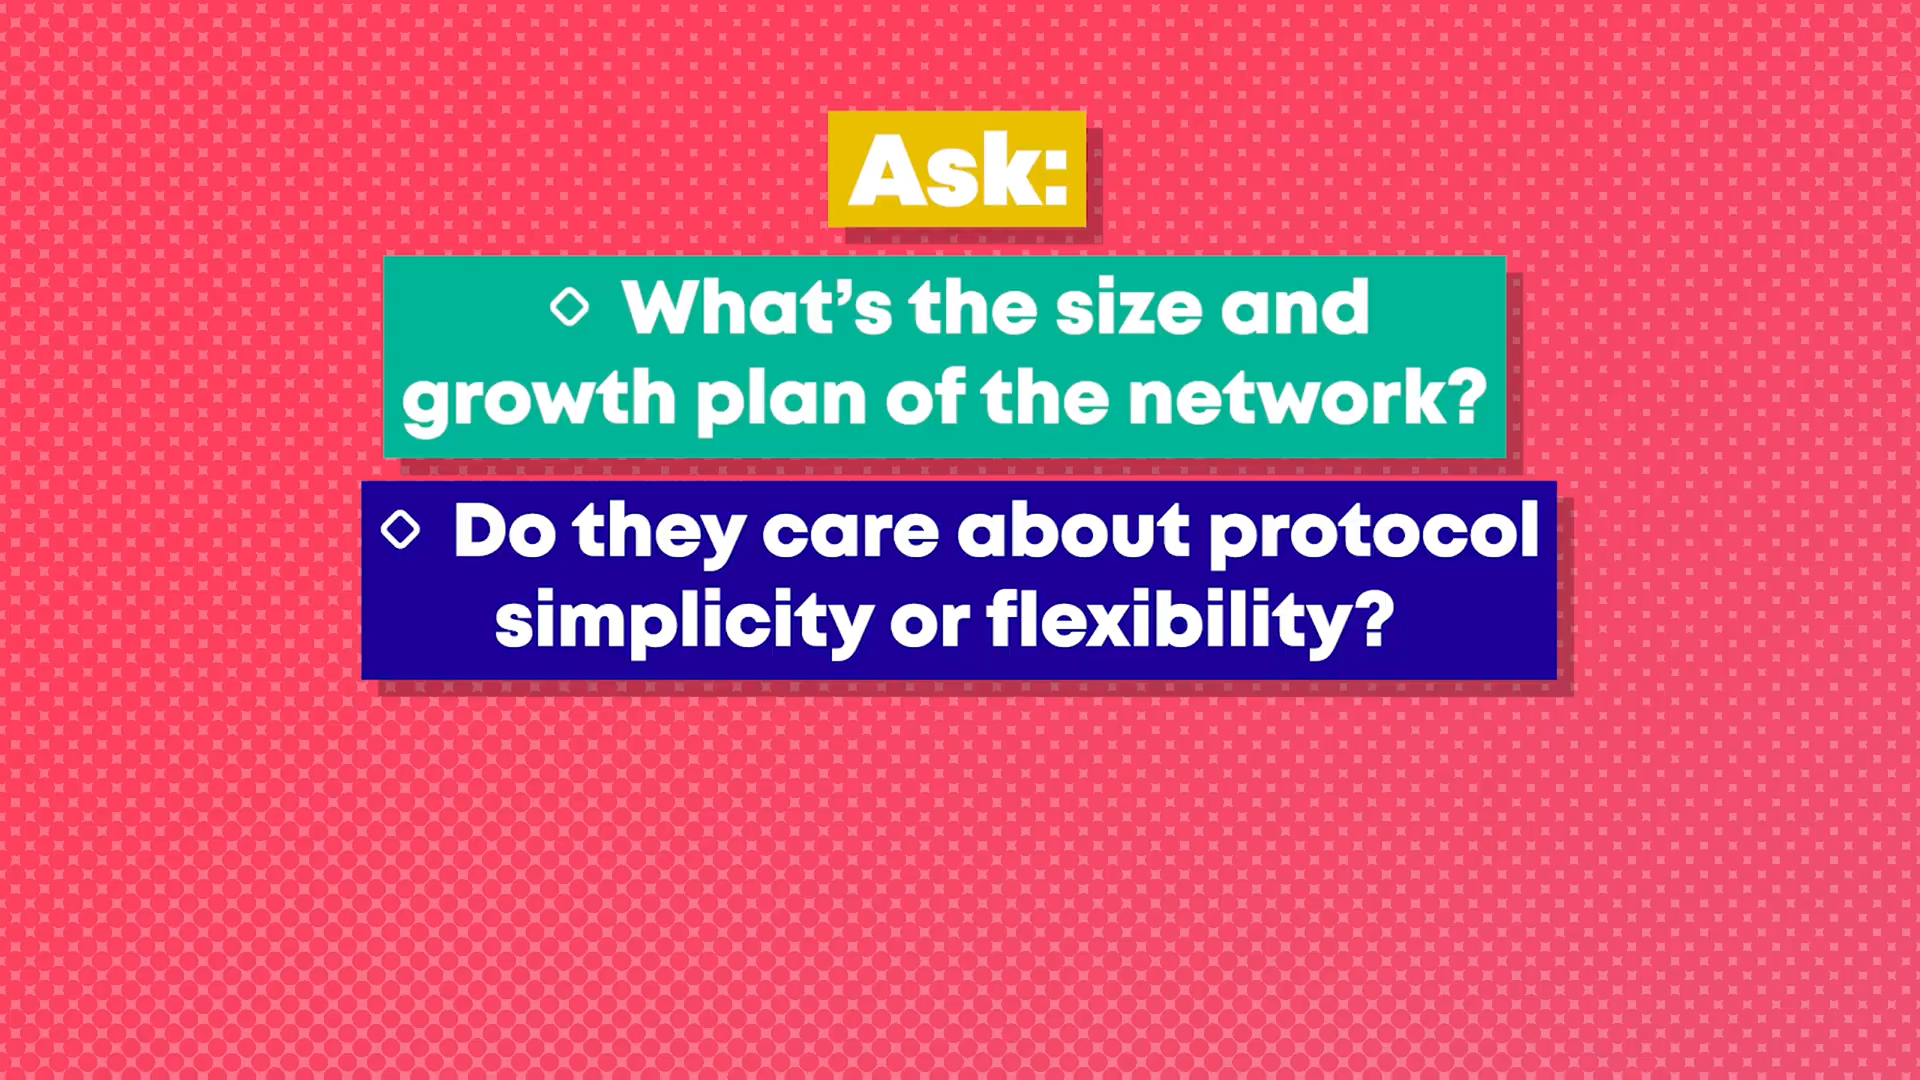 Ask:
◇ What’s the size and
growth plan of the network?
◇ Do they care about protocol
simplicity or flexibility?